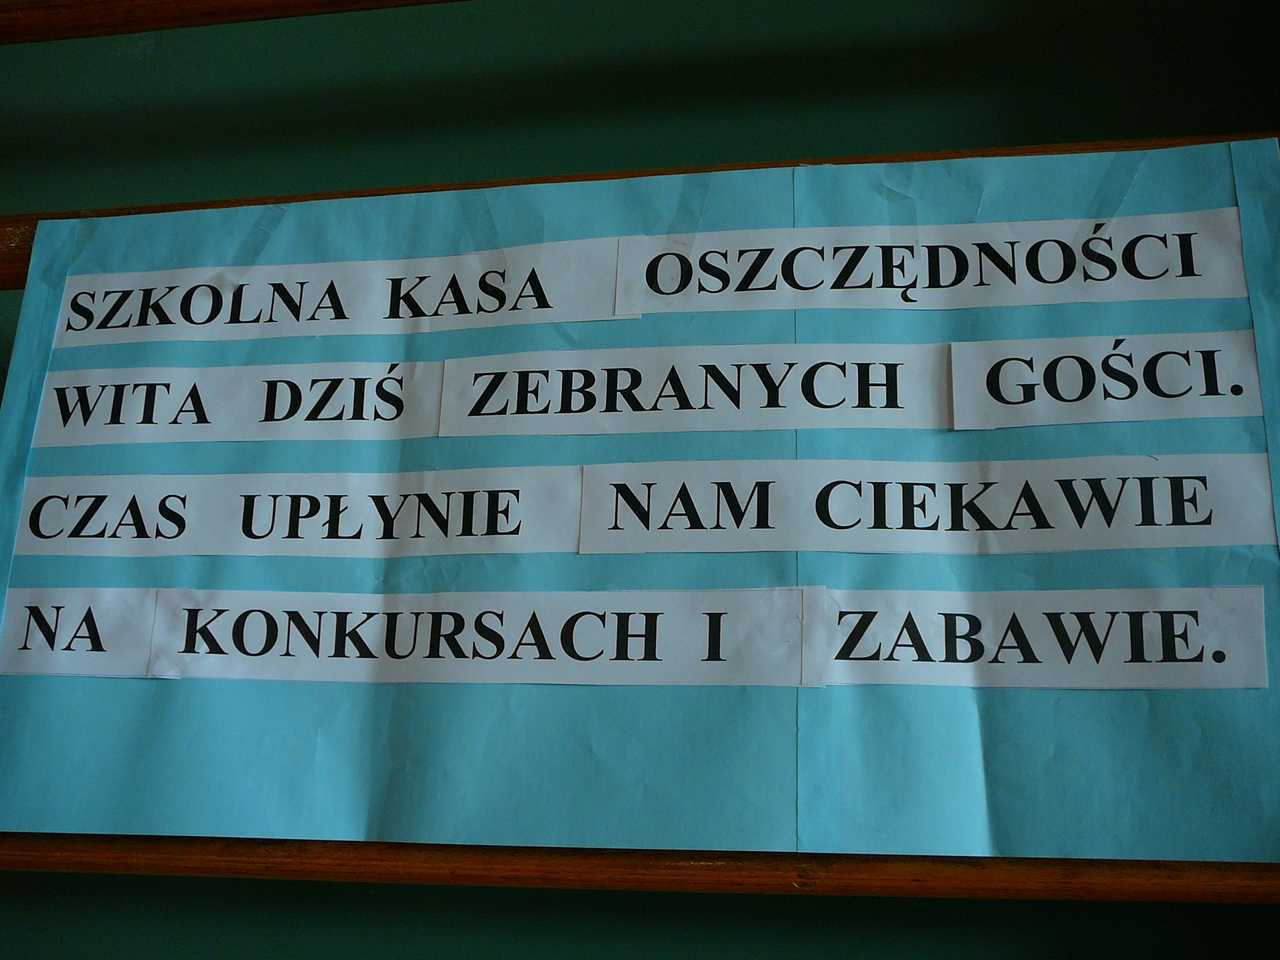 SZKOLNA KASA OSZCZĘDNOŚCI
WITA DZIŚ ZEBRANYCH GOŚCI.
CZAS UPŁYNIE NAM CIEKAWIE
NA KONKURSACH I ZABAWIE.